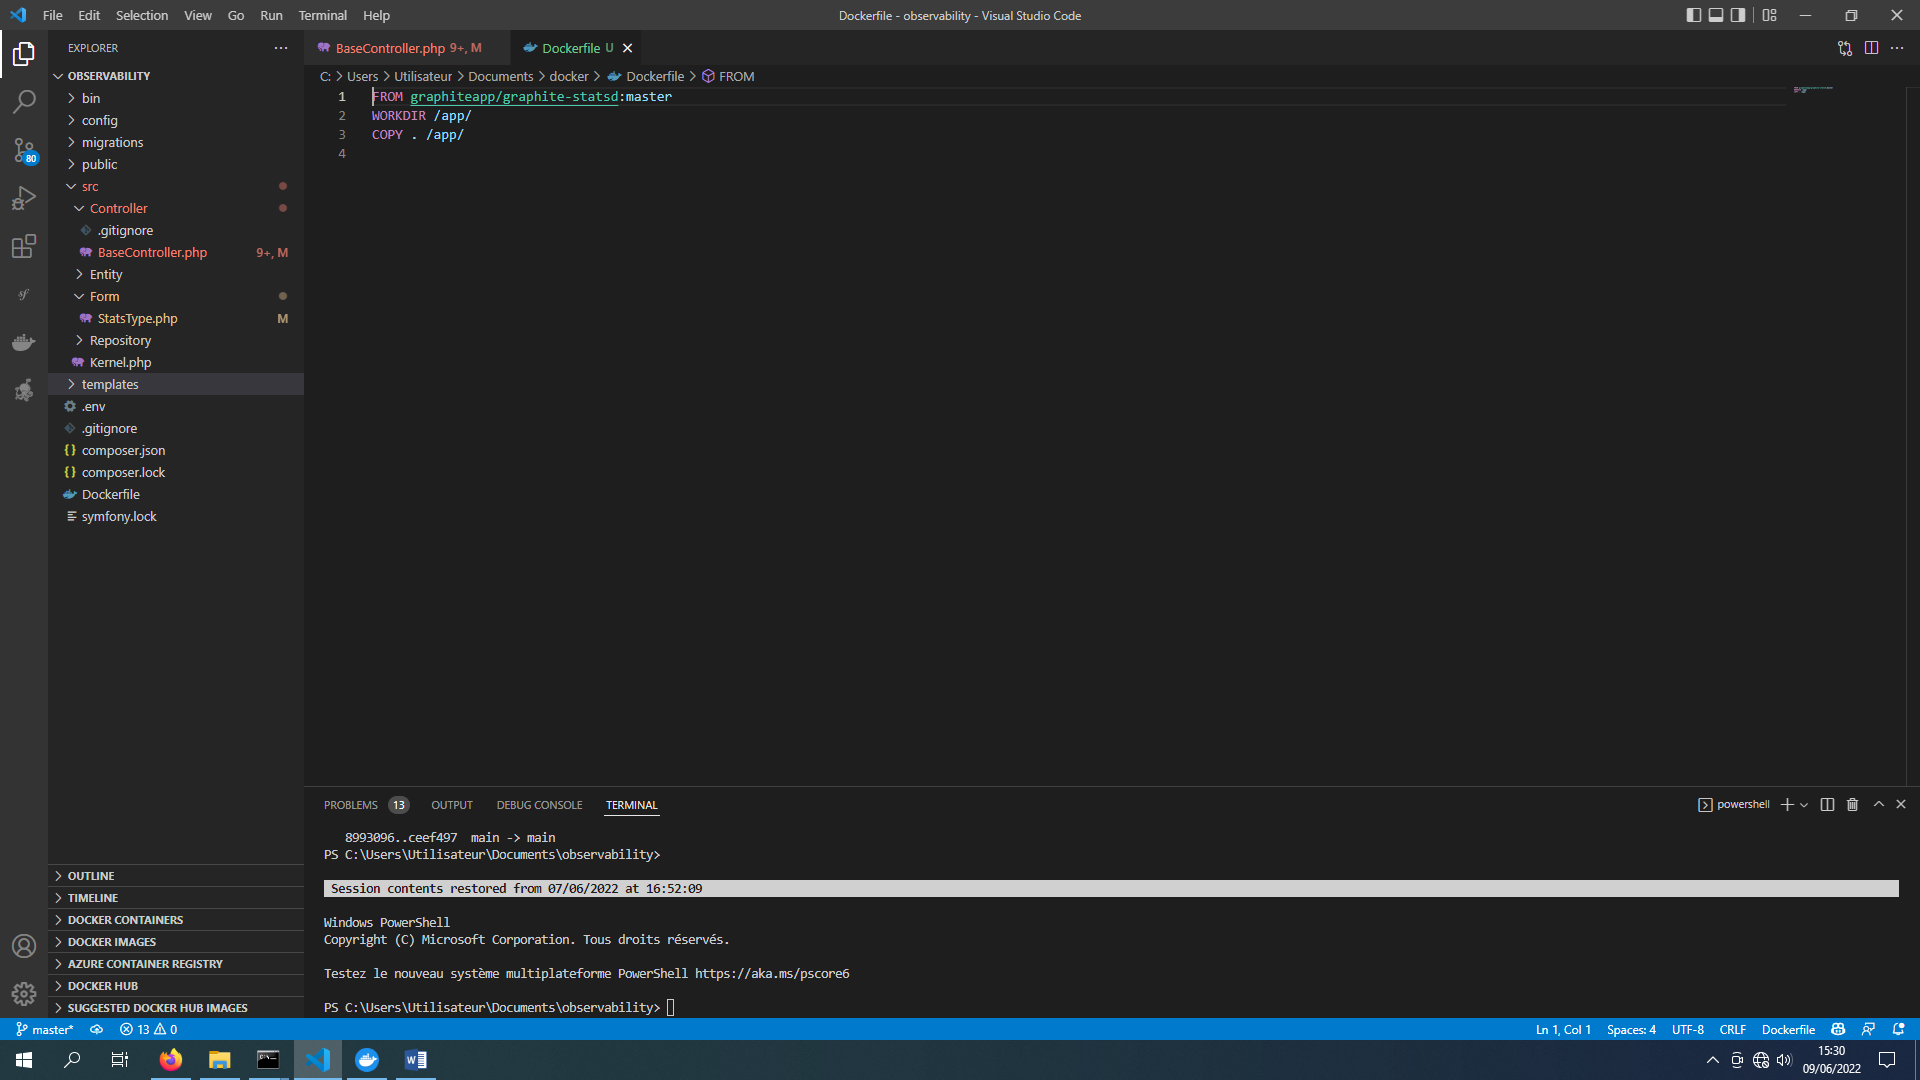 File Edit Selection View Go Run Terminal Help
Dockerfile - observability - Visual Studio Code
EXPLORER
OBSERVABILITY
bin
config
migrations
public
src
Controller
.gitignore
BaseController.php 9+, M
Entity
Form
StatsType.php M
Repository
Kernel.php
templates
.env
.gitignore
composer.json
composer.lock
Dockerfile
symfony.lock
OUTLINE
TIMELINE
DOCKER CONTAINERS
DOCKER IMAGES
AZURE CONTAINER REGISTRY
DOCKER HUB
SUGGESTED DOCKER HUB IMAGES
80
BaseController.php 9+, M
Dockerfile U
C: > Users > Utilisateur > Documents > docker > Dockerfile > FROM
1 FROM graphiteapp/graphite-statsd:master
2 WORKDIR /app/
3 COPY . /app/
4
PROBLEMS 13 OUTPUT DEBUG CONSOLE TERMINAL
powershell
8993096..ceef497 main -> main
PS C:\Users\Utilisateur\Documents\observability>
Session contents restored from 07/06/2022 at 16:52:09
Windows PowerShell
Copyright (C) Microsoft Corporation. Tous droits réservés.
Testez le nouveau système multiplateforme PowerShell https://aka.ms/pscore6
PS C:\Users\Utilisateur\Documents\observability>
master* 13 0
Ln 1, Col 1 Spaces: 4 UTF-8 CRLF Dockerfile
15:30
09/06/2022